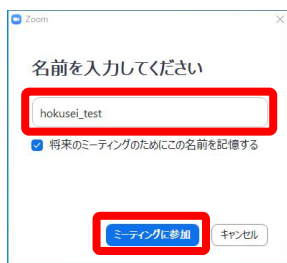 Zoom
名前を入力してください
hokusei_test
将来のミーティングのためにこの名前を記憶する
ミーティングに参加 キャンセル